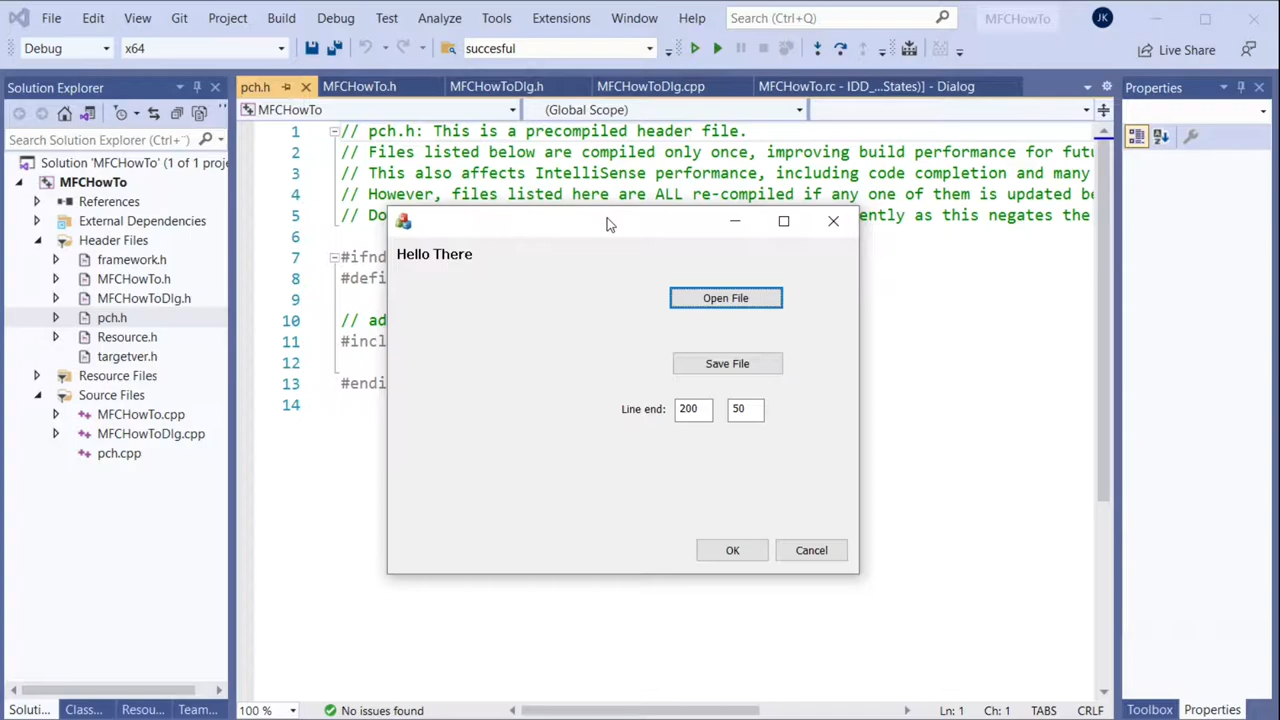 File Edit View Git Project Build Debug Test Analyze Tools Extensions Window Help Search (Ctrl+Q) MFCHowTo JK
Debug x64 succesful Live Share
Solution Explorer
Search Solution Explorer (Ctrl+
Solution 'MFCHowTo' (1 of 1 proje
MFCHowTo
References
External Dependencies
Header Files
framework.h
MFCHowTo.h
MFCHowToDlg.h
pch.h
Resource.h
targetver.h
Resource Files
Source Files
MFCHowTo.cpp
MFCHowToDlg.cpp
pch.cpp
Soluti... Class... Resou... Team...
pch.h MFCHowTo.h MFCHowToDlg.h MFCHowToDlg.cpp MFCHowTo.rc - IDD_...States)] - Dialog
MFCHowTo (Global Scope)
1 // pch.h: This is a precompiled header file.
2 // Files listed below are compiled only once, improving build performance for futu
3 // This also affects IntelliSense performance, including code completion and many
4 // However, files listed here are ALL re-compiled if any one of them is updated be
5 // Do ently as this negates the
6
7 #ifnd
8 #defi
9
10 // ad
11 #incl
12
13 #endi
14
Hello There
Open File
Save File
Line end: 200 50
OK Cancel
100 % No issues found Ln: 1 Ch: 1 TABS CRLF
Properties
Toolbox Properties